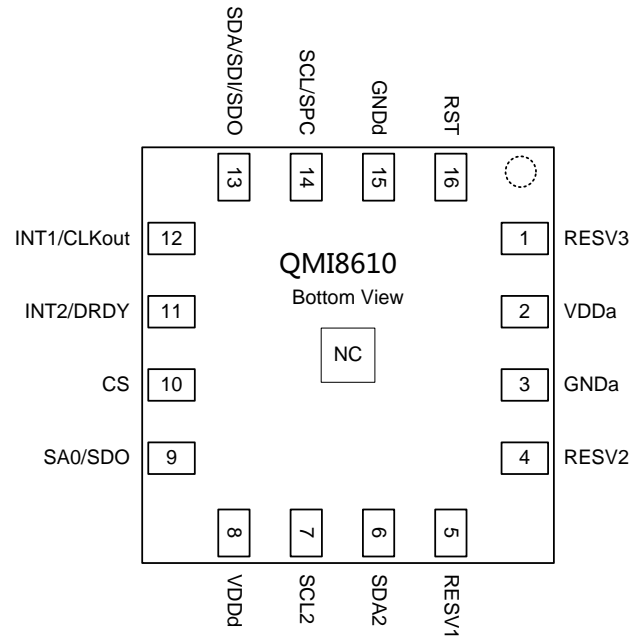 SDA/SDI/SDO
SCL/SPC
GNDd
RST
13
14
15
16
INT1/CLKout
12
1
RESV3
QMI8610
Bottom View
INT2/DRDY
11
2
VDDa
NC
CS
10
3
GNDa
SA0/SDO
9
4
RESV2
8
7
6
5
VDDd
SCL2
SDA2
RESV1